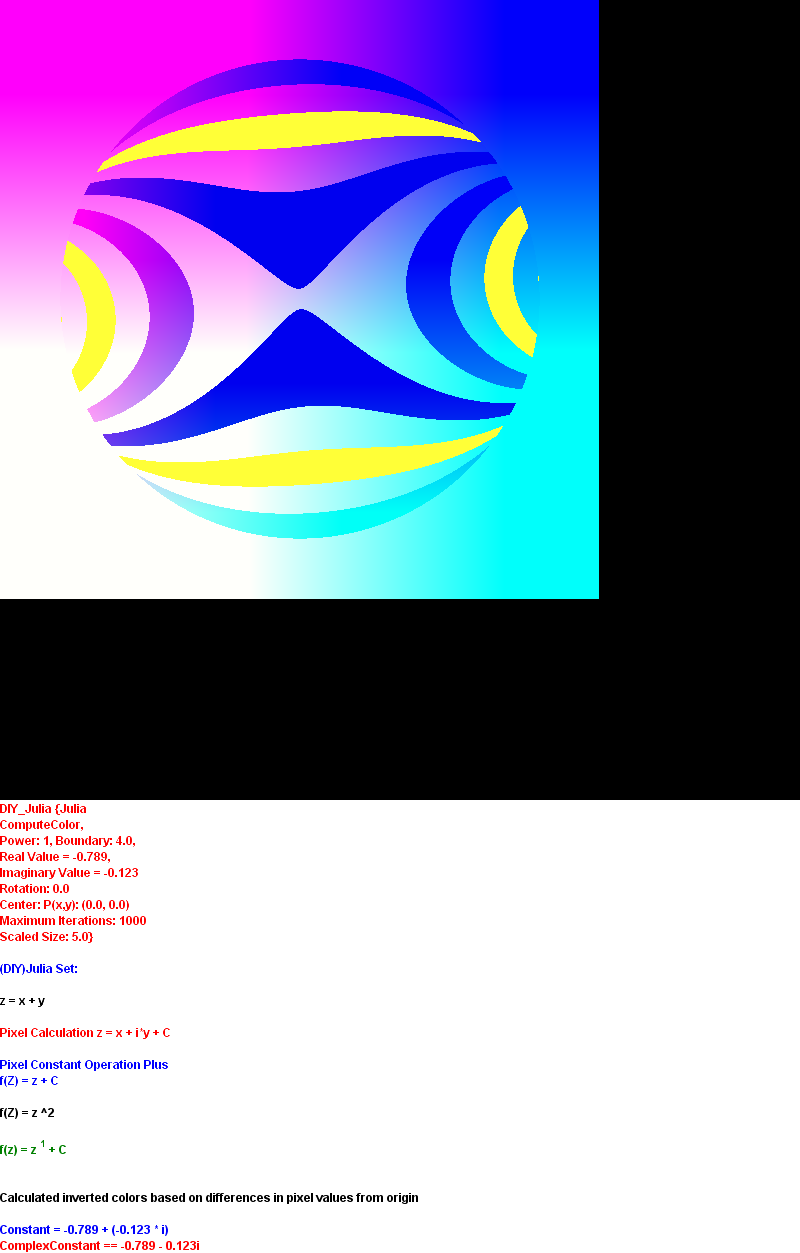 DIY_Julia {Julia
ComputeColor,
Power: 1, Boundary: 4.0,
Real Value = -0.789,
Imaginary Value = -0.123
Rotation: 0.0
Center: P(x,y): (0.0, 0.0)
Maximum Iterations: 1000
Scaled Size: 5.0}
(DIY)Julia Set:
z = x + y
Pixel Calculation z = x + i*y + C
Pixel Constant Operation Plus
f(Z) = z + C
f(Z) = z ^2
f(z) = z ¹ + C
Calculated inverted colors based on differences in pixel values from origin
Constant = -0.789 + (-0.123 * i)
ComplexConstant == -0.789 - 0.123i